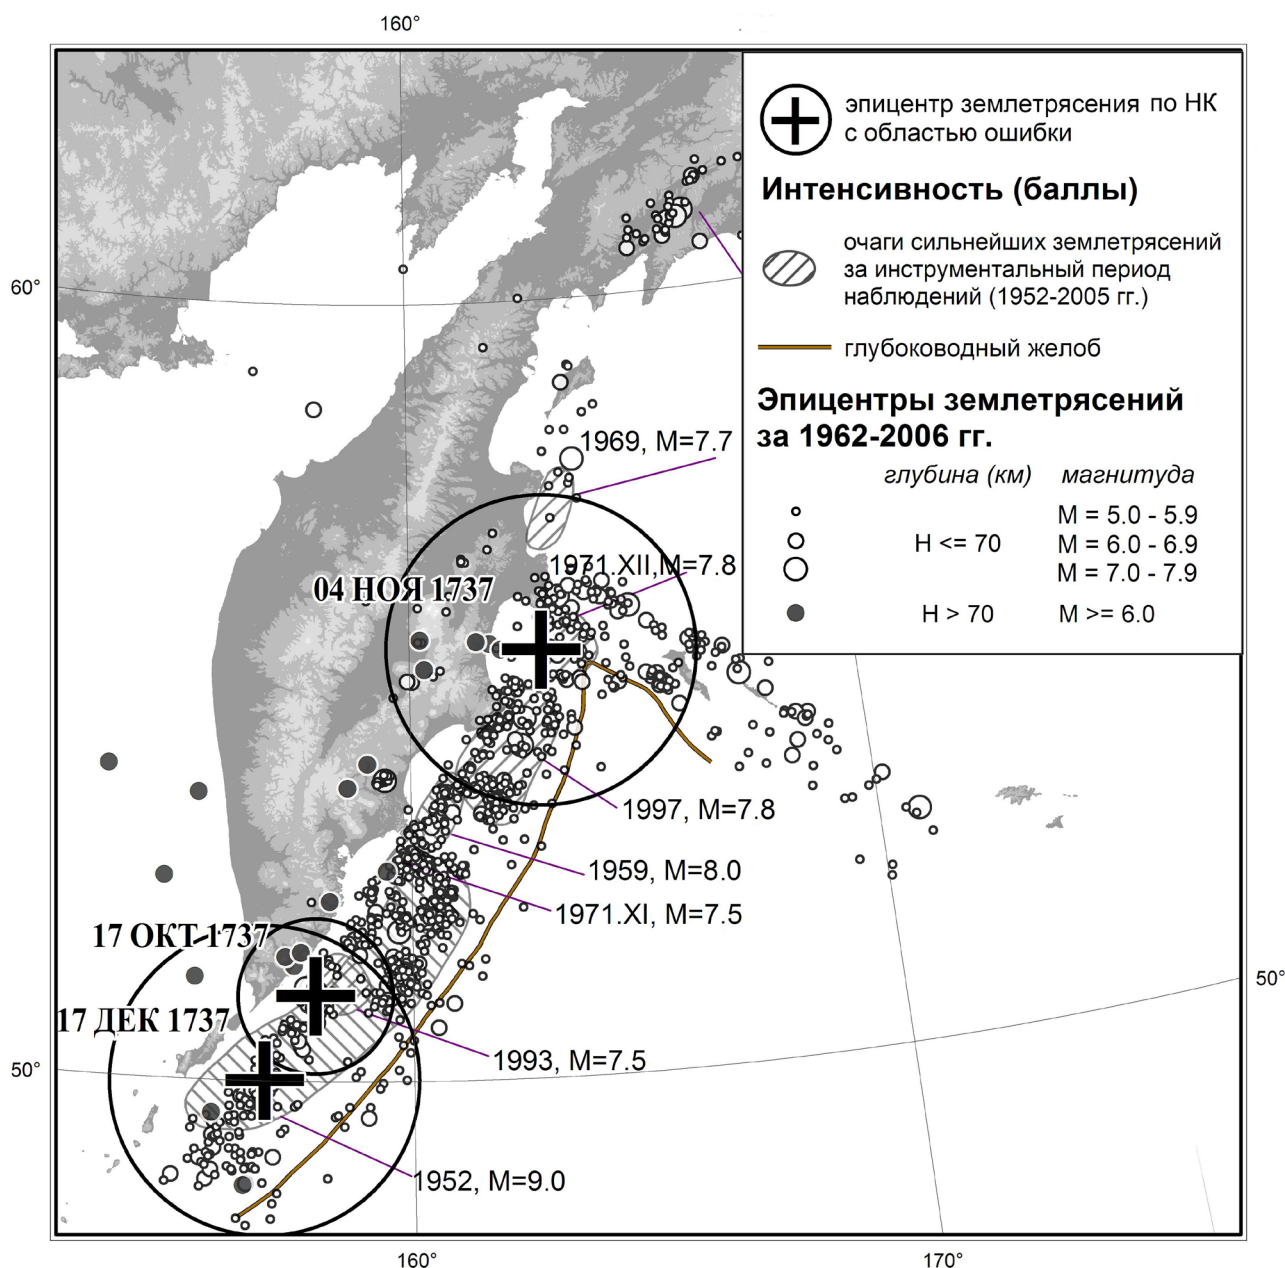 160°
эпицентр землетрясения по НК
с областью ошибки
Интенсивность (баллы)
очаги сильнейших землетрясений
за инструментальный период
наблюдений (1952-2005 гг.)
глубоководный желоб
Эпицентры землетрясений
за 1962-2006 гг.
глубина (км) магнитуда
M = 5.0 - 5.9
H <= 70 M = 6.0 - 6.9
M = 7.0 - 7.9
H > 70 M >= 6.0
60°
1969, M=7.7
1971.XII,M=7.8
04 НОЯ 1737
1997, M=7.8
1959, M=8.0
1971.XI, M=7.5
17 ОКТ 1737
50°
17 ДЕК 1737
1993, M=7.5
50°
1952, M=9.0
160°
170°